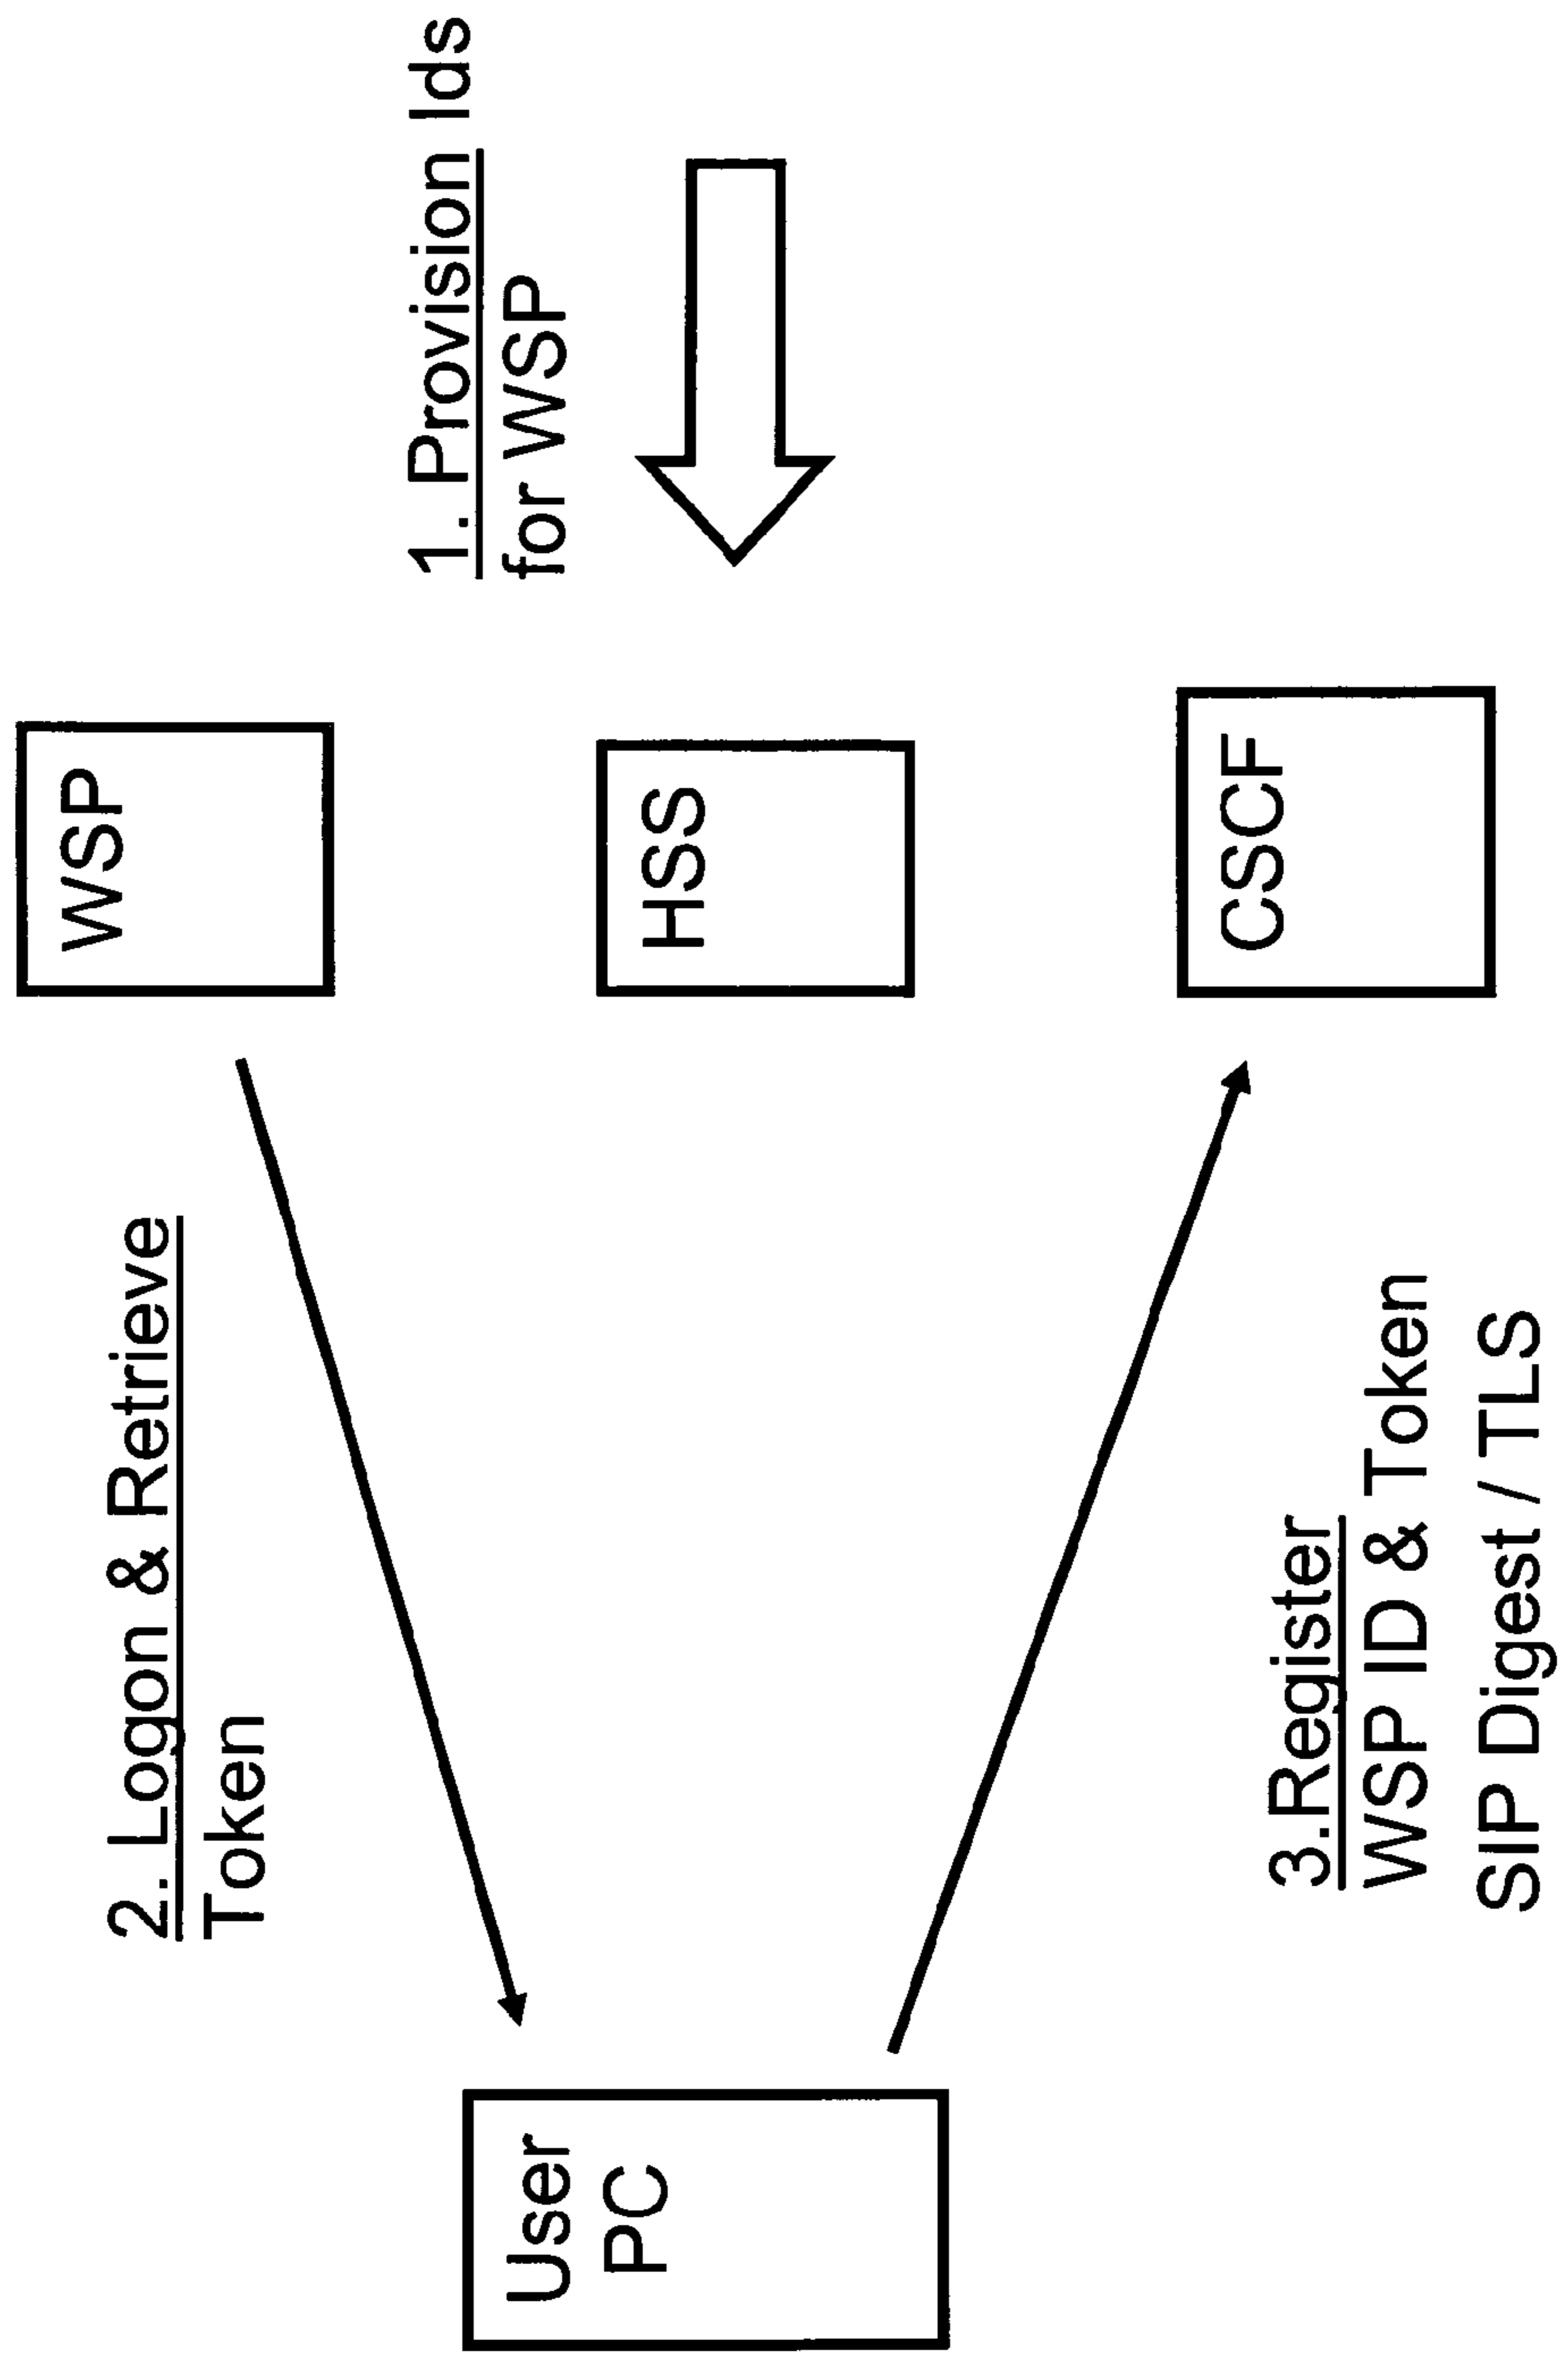 WSP
1. Provision Ids
for WSP
2. Logon & Retrieve
Token
HSS
User
PC
CSCF
3.Register
WSP ID & Token
SIP Digest / TLS